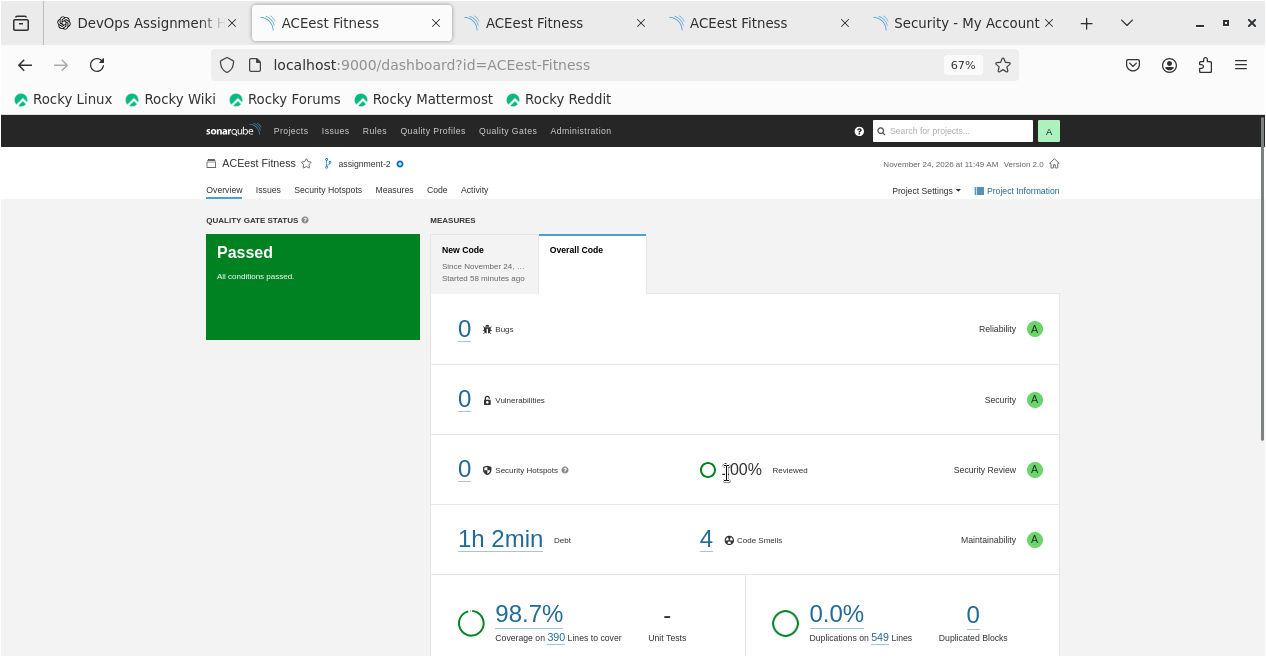 DevOps Assignment H
ACEest Fitness
ACEest Fitness
ACEest Fitness
Security - My Account
localhost:9000/dashboard?id=ACEest-Fitness
67%
Rocky Linux Rocky Wiki Rocky Forums Rocky Mattermost Rocky Reddit
sonarqube Projects Issues Rules Quality Profiles Quality Gates Administration
Search for projects...
A
ACEest Fitness assignment-2
November 24, 2026 at 11:49 AM Version 2.0
Overview Issues Security Hotspots Measures Code Activity
Project Settings Project Information
QUALITY GATE STATUS
MEASURES
Passed
All conditions passed.
New Code
Since November 24, ...
Started 58 minutes ago
Overall Code
0 Bugs Reliability A
0 Vulnerabilities Security A
0 Security Hotspots 100% Reviewed Security Review A
1h 2min Debt 4 Code Smells Maintainability A
98.7%
Coverage on 390 Lines to cover
-
Unit Tests
0.0%
Duplications on 549 Lines
0
Duplicated Blocks